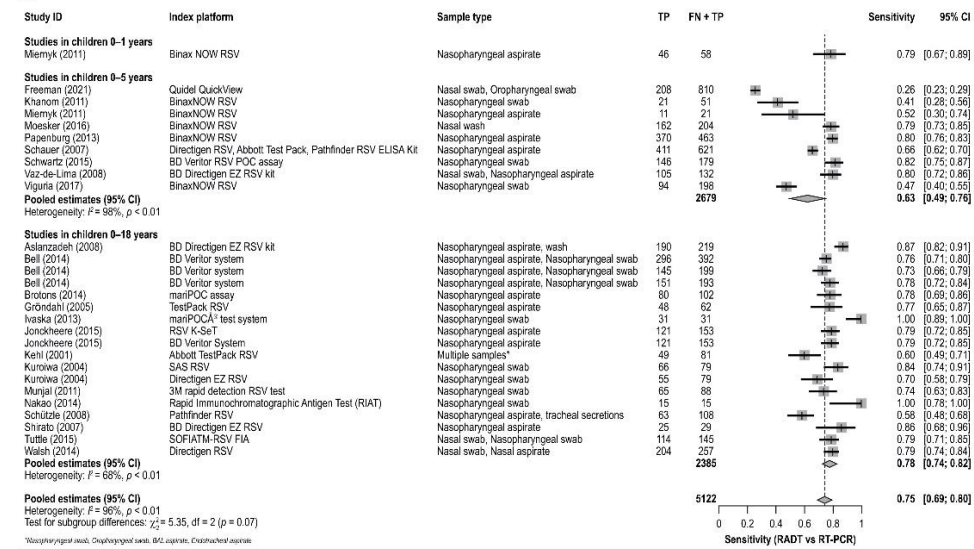 Study ID Index platform Sample type TP FN + TP Sensitivity 95% CI
Studies in children 0–1 years
Miernyk (2011) Binax NOW RSV Nasopharyngeal aspirate 46 58 0.79 [0.67; 0.89]
Studies in children 0–5 years
Freeman (2021) Quidel QuickView Nasal swab, Oropharyngeal swab 208 810 0.26 [0.23; 0.29]
Khanom (2011) BinaxNOW RSV Nasopharyngeal swab 21 51 0.41 [0.28; 0.56]
Miernyk (2011) BinaxNOW RSV Nasopharyngeal aspirate 11 21 0.52 [0.30; 0.74]
Moesker (2016) BinaxNOW RSV Nasal wash 162 204 0.79 [0.73; 0.85]
Papenburg (2013) BinaxNOW RSV Nasopharyngeal aspirate 370 463 0.80 [0.76; 0.83]
Schauer (2007) Directigen RSV, Abbott Test Pack, Pathfinder RSV ELISA Kit Nasopharyngeal aspirate 411 621 0.66 [0.62; 0.70]
Schwartz (2015) BD Veritor RSV POC assay Nasopharyngeal swab 146 179 0.82 [0.75; 0.87]
Vaz-de-Lima (2008) BD Directigen EZ RSV kit Nasal swab, Nasopharyngeal aspirate 105 132 0.80 [0.72; 0.86]
Viguria (2017) BinaxNOW RSV Nasopharyngeal swab 94 198 0.47 [0.40; 0.55]
Pooled estimates (95% CI) 2679 0.63 [0.49; 0.76]
Heterogeneity: I² = 98%, p < 0.01
Studies in children 0–18 years
Aslanzadeh (2008) BD Directigen EZ RSV kit Nasopharyngeal aspirate, wash 190 219 0.87 [0.82; 0.91]
Bell (2014) BD Veritor system Nasopharyngeal aspirate, Nasopharyngeal swab 296 392 0.76 [0.71; 0.80]
Bell (2014) BD Veritor system Nasopharyngeal aspirate, Nasopharyngeal swab 145 199 0.73 [0.66; 0.79]
Bell (2014) BD Veritor system Nasopharyngeal aspirate, Nasopharyngeal swab 151 193 0.78 [0.72; 0.84]
Brotons (2014) mariPOC assay Nasopharyngeal aspirate 80 102 0.78 [0.69; 0.86]
Gröndahl (2005) TestPack RSV Nasopharyngeal aspirate 48 62 0.77 [0.65; 0.87]
Ivaska (2013) mariPOCÂ® test system Nasopharyngeal swab 31 31 1.00 [0.89; 1.00]
Jonckheere (2015) RSV K-SeT Nasopharyngeal aspirate 121 153 0.79 [0.72; 0.85]
Jonckheere (2015) BD Veritor System Nasopharyngeal aspirate 121 153 0.79 [0.72; 0.85]
Kehl (2001) Abbott TestPack RSV Multiple samples* 49 81 0.60 [0.49; 0.71]
Kuroiwa (2004) SAS RSV Nasopharyngeal swab 66 79 0.84 [0.74; 0.91]
Kuroiwa (2004) Directigen EZ RSV Nasopharyngeal swab 55 79 0.70 [0.58; 0.79]
Munjal (2011) 3M rapid detection RSV test Nasopharyngeal swab 65 88 0.74 [0.63; 0.83]
Nakao (2014) Rapid Immunochromatographic Antigen Test (RIAT) Nasopharyngeal swab 15 15 1.00 [0.78; 1.00]
Schützle (2008) Pathfinder RSV Nasopharyngeal aspirate, tracheal secretions 63 108 0.58 [0.48; 0.68]
Shirato (2007) BD Directigen EZ RSV Nasopharyngeal aspirate 25 29 0.86 [0.68; 0.96]
Tuttle (2015) SOFIATM-RSV FIA Nasal swab, Nasopharyngeal swab 114 145 0.79 [0.71; 0.85]
Walsh (2014) Directigen RSV Nasal swab, Nasal aspirate 204 257 0.79 [0.74; 0.84]
Pooled estimates (95% CI) 2385 0.78 [0.74; 0.82]
Heterogeneity: I² = 68%, p < 0.01
Pooled estimates (95% CI) 5122 0.75 [0.69; 0.80]
Heterogeneity: I² = 96%, p < 0.01
Test for subgroup differences: χ²₂ = 5.35, df = 2 (p = 0.07)
0 0.2 0.4 0.6 0.8 1
Sensitivity (RADT vs RT-PCR)
*Nasopharyngeal swab, Oropharyngeal swab, BAL aspirate, Endotracheal aspirate